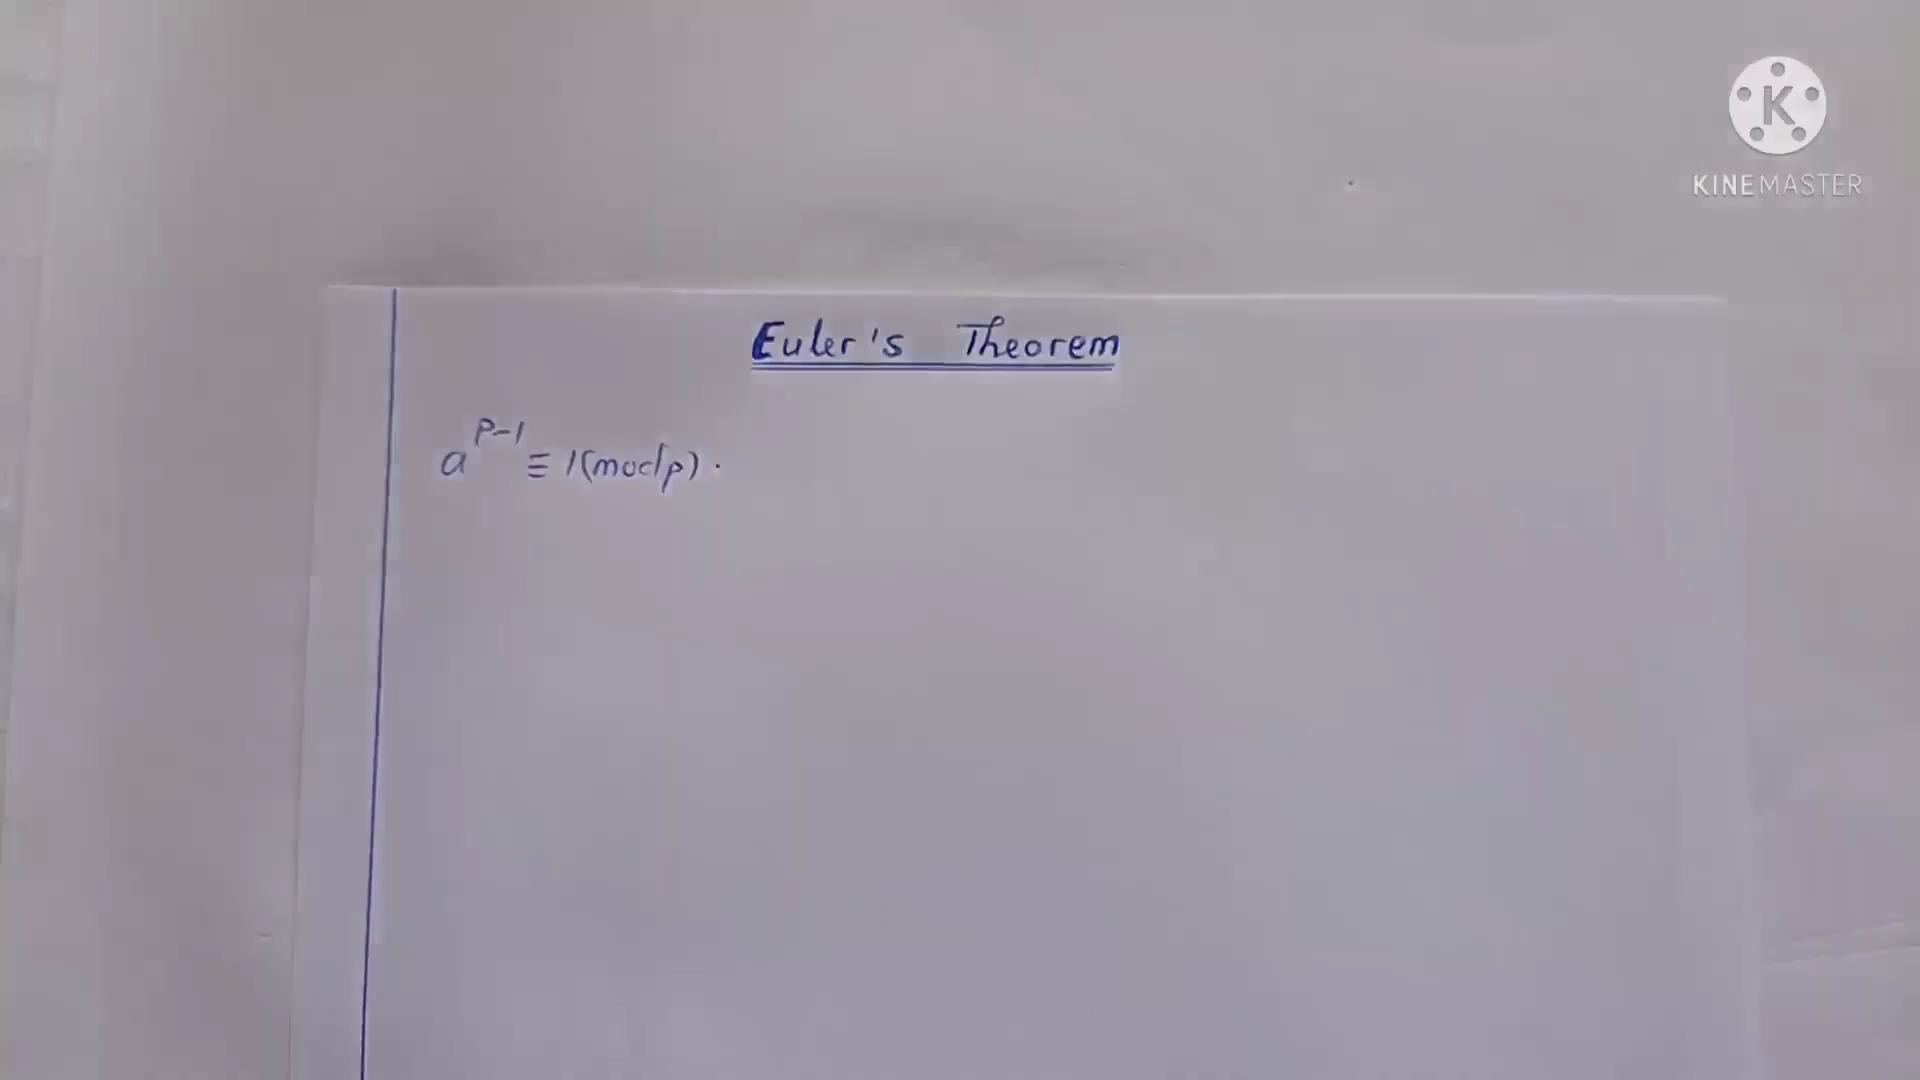 K
KINEMASTER
Euler's Theorem
a^{p-1} ≡ 1(mod p).